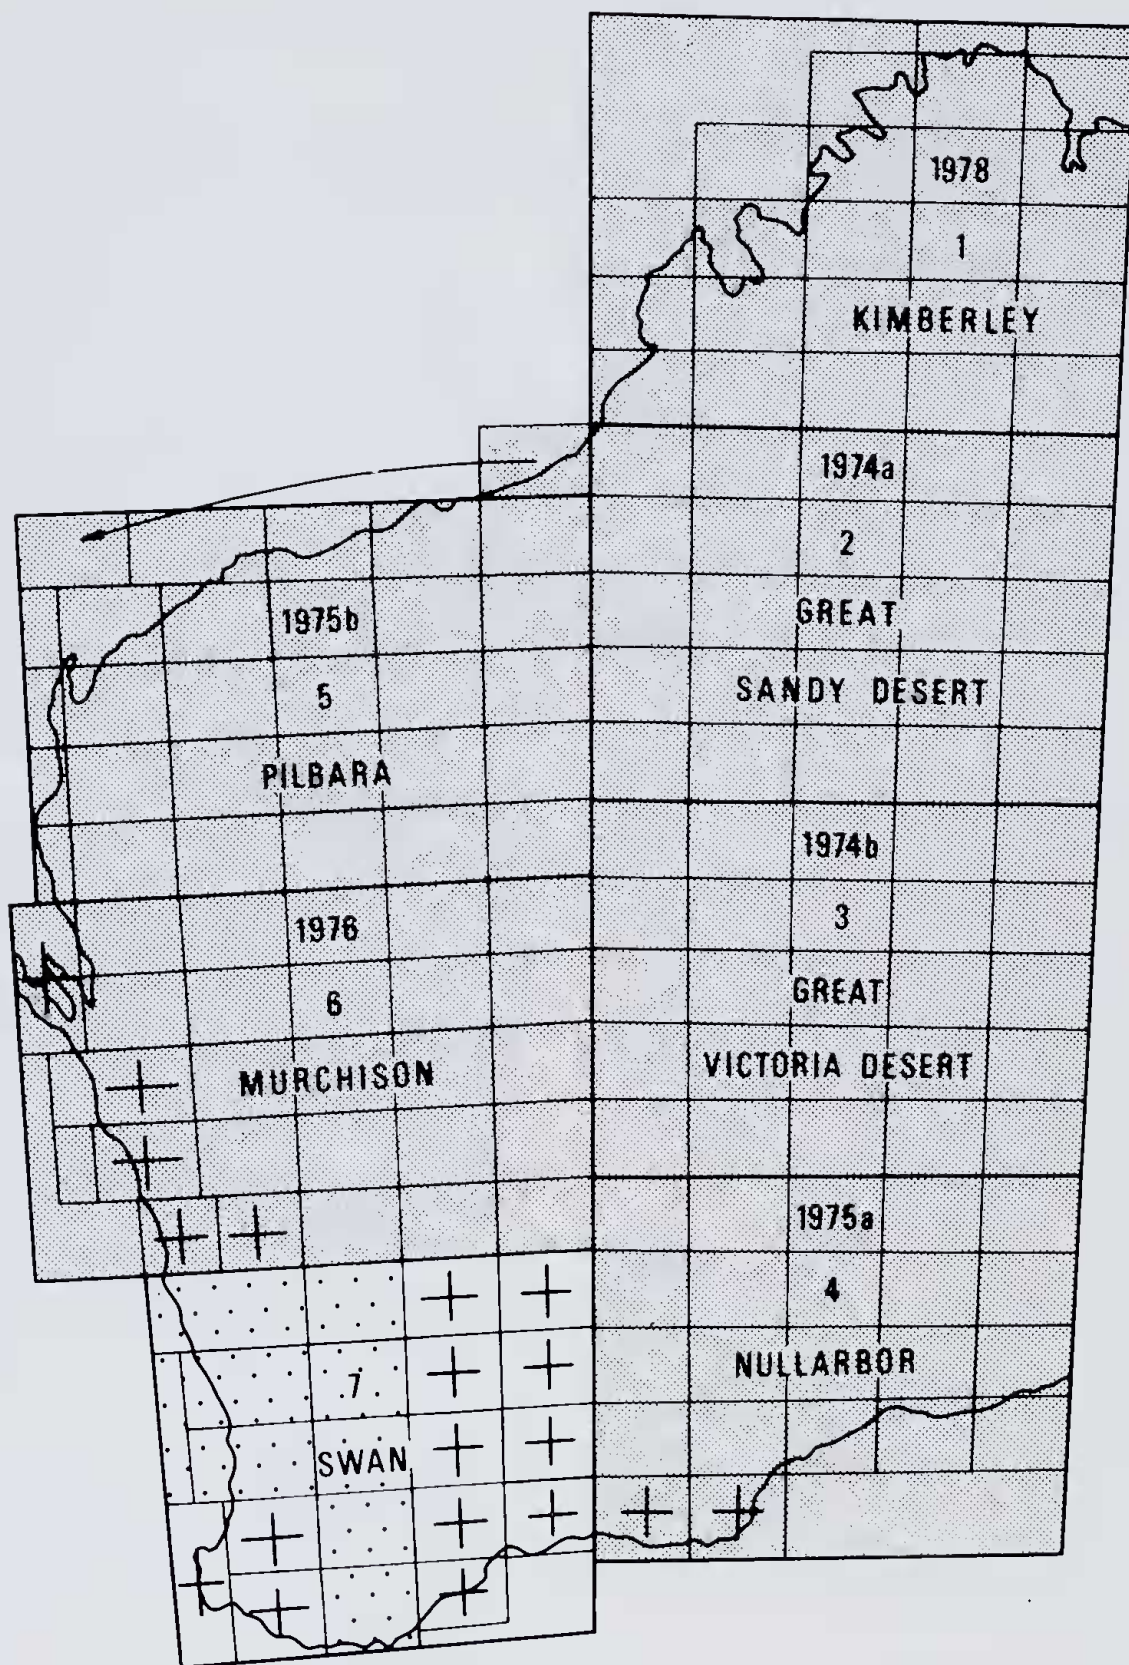 1978
1
KIMBERLEY
1974a
2
GREAT
SANDY DESERT
1975b
5
PILBARA
1974b
3
GREAT
VICTORIA DESERT
1976
6
MURCHISON
1975a
4
NULLARBOR
7
SWAN